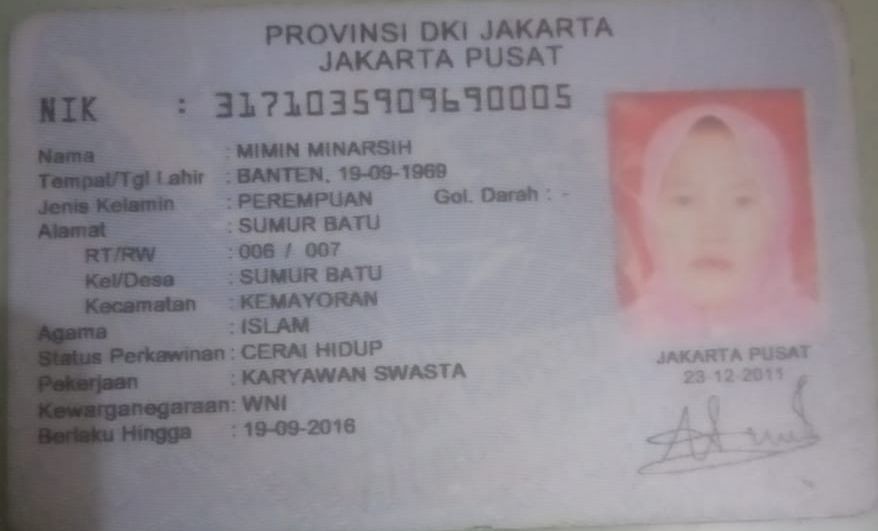 PROVINSI DKI JAKARTA
JAKARTA PUSAT
NIK : 3171035909690005
Nama : MIMIN MINARSIH
Tempat/Tgl Lahir : BANTEN, 19-09-1969
Jenis Kelamin : PEREMPUAN Gol. Darah : -
Alamat : SUMUR BATU
RT/RW : 006 / 007
Kel/Desa : SUMUR BATU
Kecamatan : KEMAYORAN
Agama : ISLAM
Status Perkawinan : CERAI HIDUP
Pekerjaan : KARYAWAN SWASTA
Kewarganegaraan : WNI
Berlaku Hingga : 19-09-2016
JAKARTA PUSAT
23-12-2011